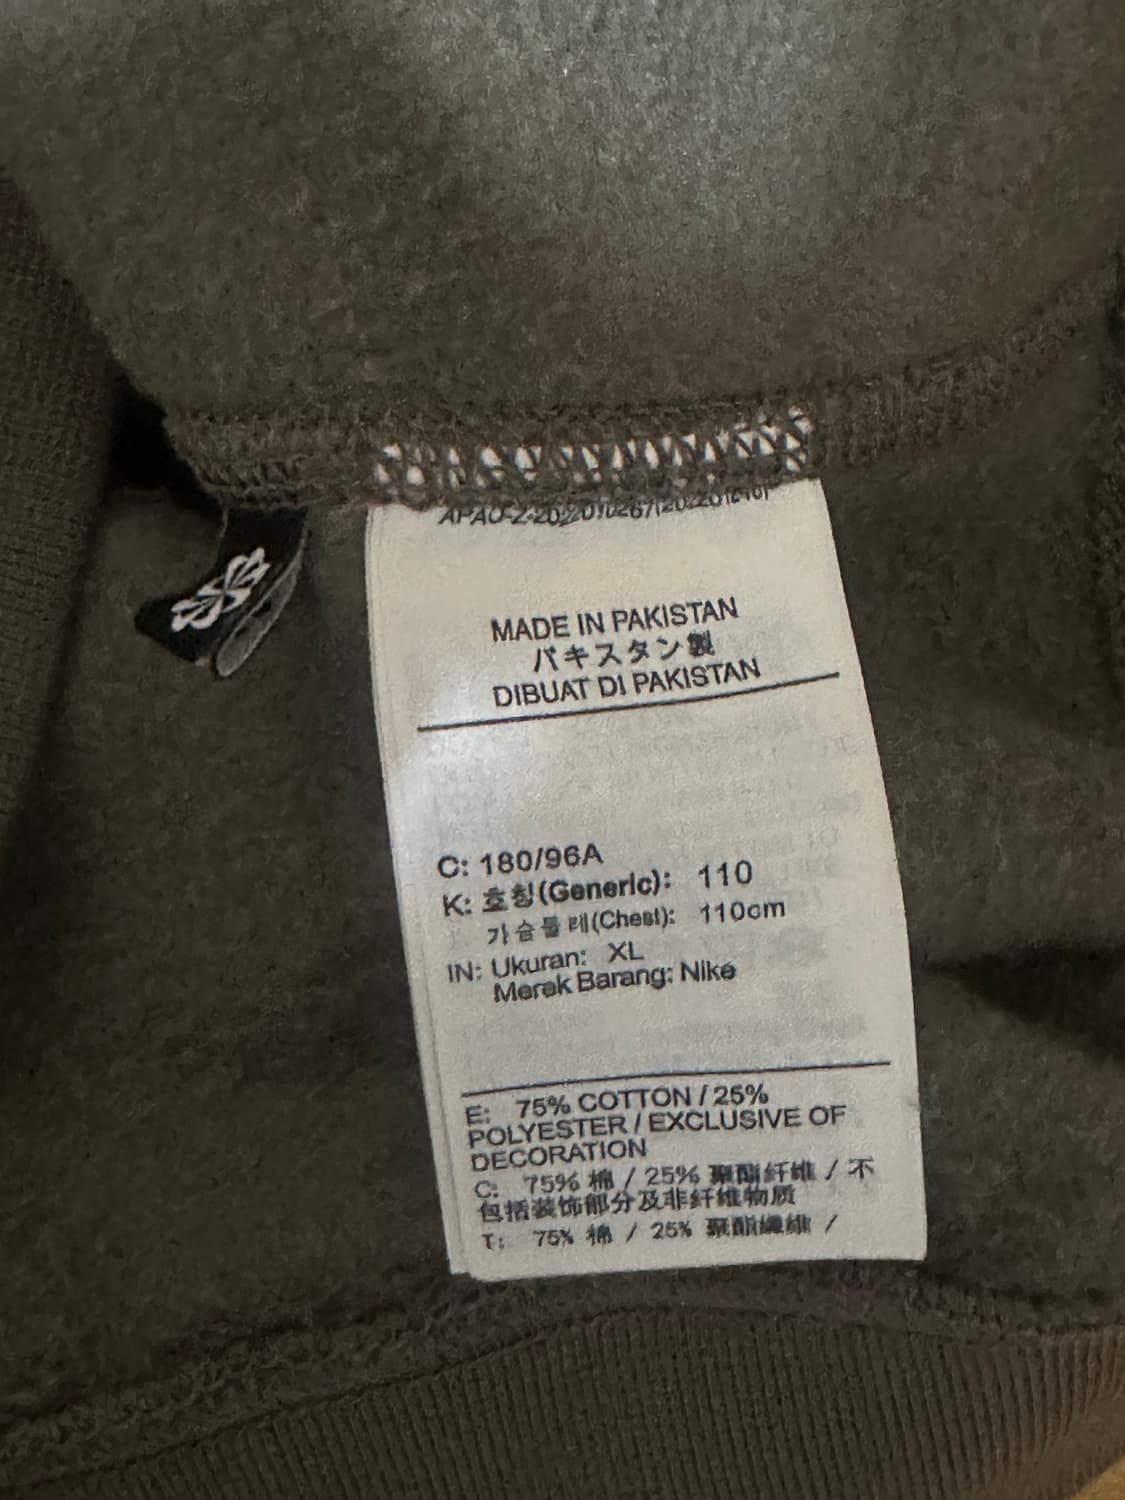 MADE IN PAKISTAN
パキスタン製
DIBUAT DI PAKISTAN
C: 180/96A
K: 호칭(Generic): 110
가슴둘레(Chest): 110cm
IN: Ukuran: XL
Merek Barang: Nike
E: 75% COTTON / 25%
POLYESTER / EXCLUSIVE OF
DECORATION
C: 75% 棉 / 25% 聚酯纤维 / 不
包括装饰部分及非纤维物质
T: 75% 棉 / 25% 聚酯纖維 /